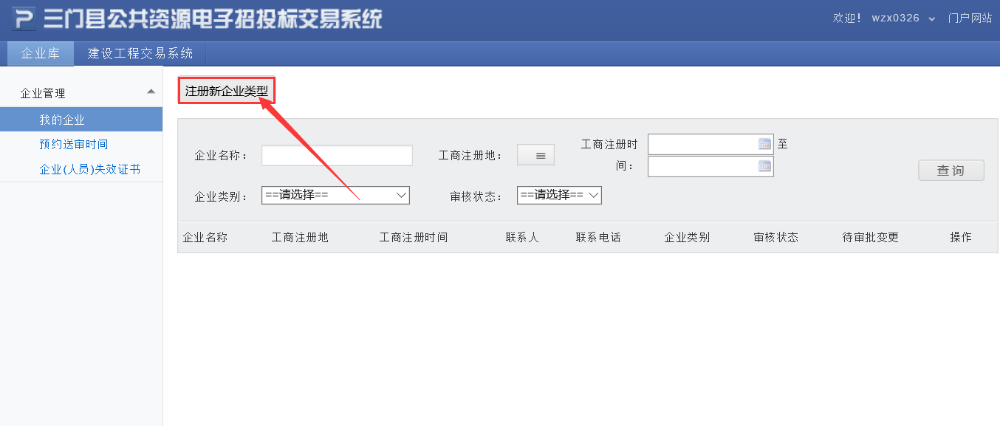 三门县公共资源电子招投标交易系统
欢迎！ wzx0326 门户网站
企业库 建设工程交易系统
企业管理
我的企业
预约送审时间
企业(人员)失效证书
注册新企业类型
企业名称： 工商注册地： 工商注册时间： 至
查询
企业类别： ==请选择== 审核状态： ==请选择==
企业名称 工商注册地 工商注册时间 联系人 联系电话 企业类别 审核状态 待审批变更 操作